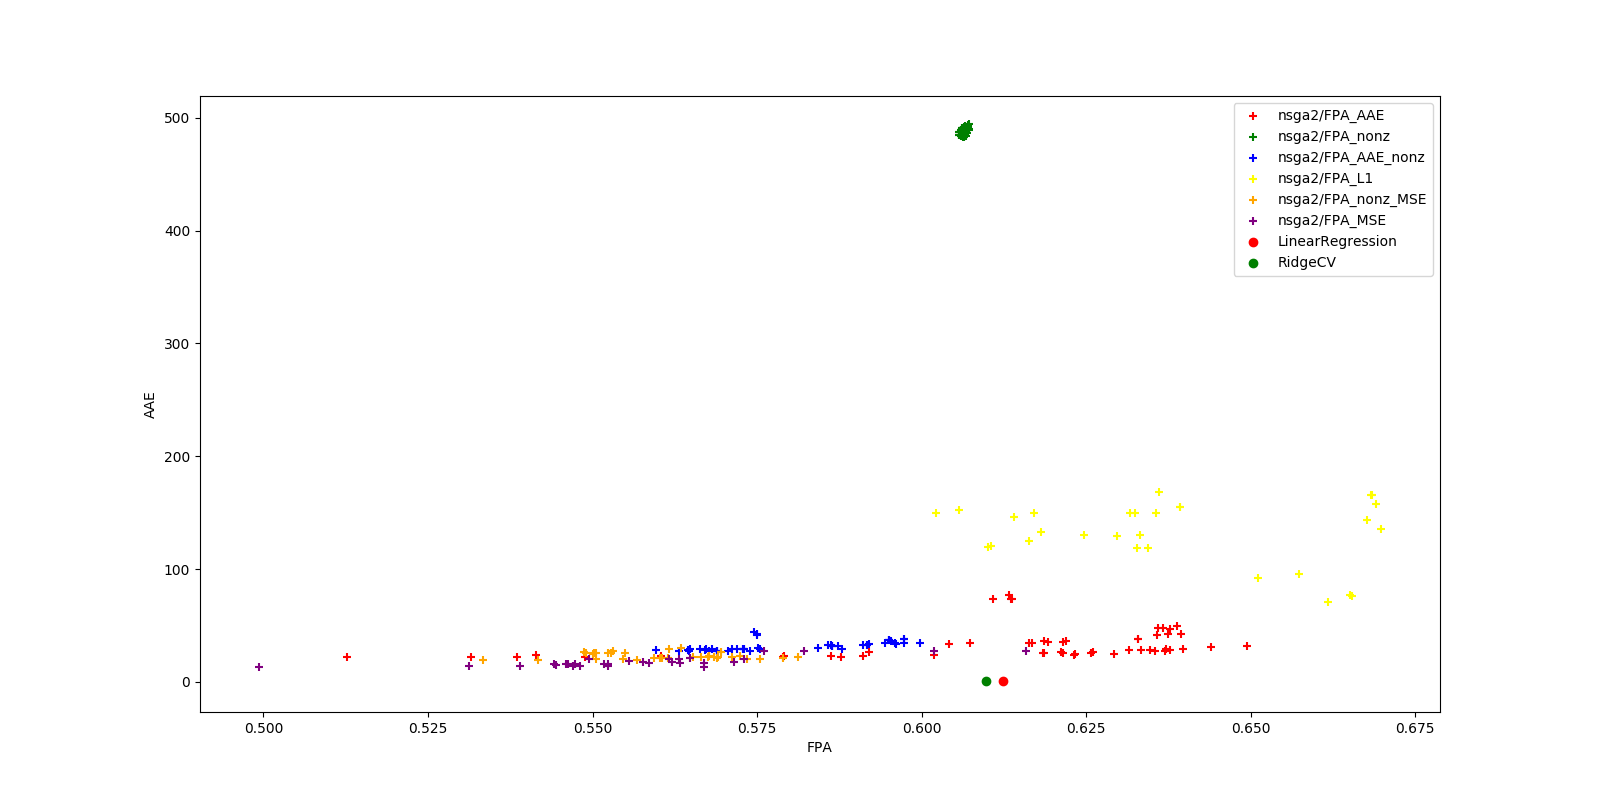 500
400
300
200
100
0
AAE
0.500
0.525
0.550
0.575
0.600
0.625
0.650
0.675
FPA
nsga2/FPA_AAE
nsga2/FPA_nonz
nsga2/FPA_AAE_nonz
nsga2/FPA_L1
nsga2/FPA_nonz_MSE
nsga2/FPA_MSE
LinearRegression
RidgeCV